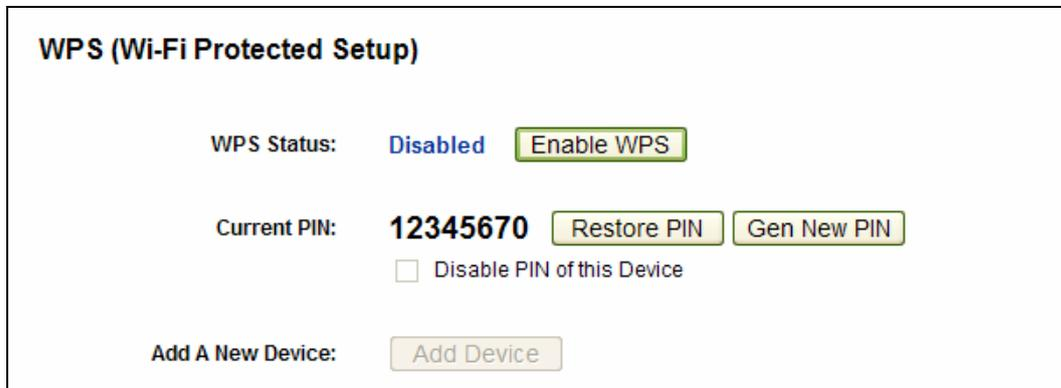 WPS (Wi-Fi Protected Setup)
WPS Status: Disabled Enable WPS
Current PIN: 12345670 Restore PIN Gen New PIN
Disable PIN of this Device
Add A New Device: Add Device